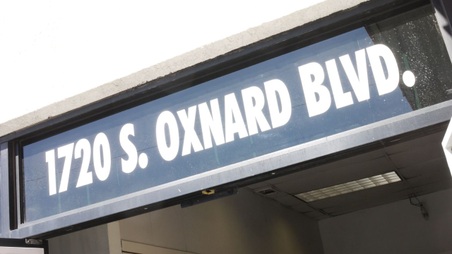 1720 S. OXNARD BLVD.